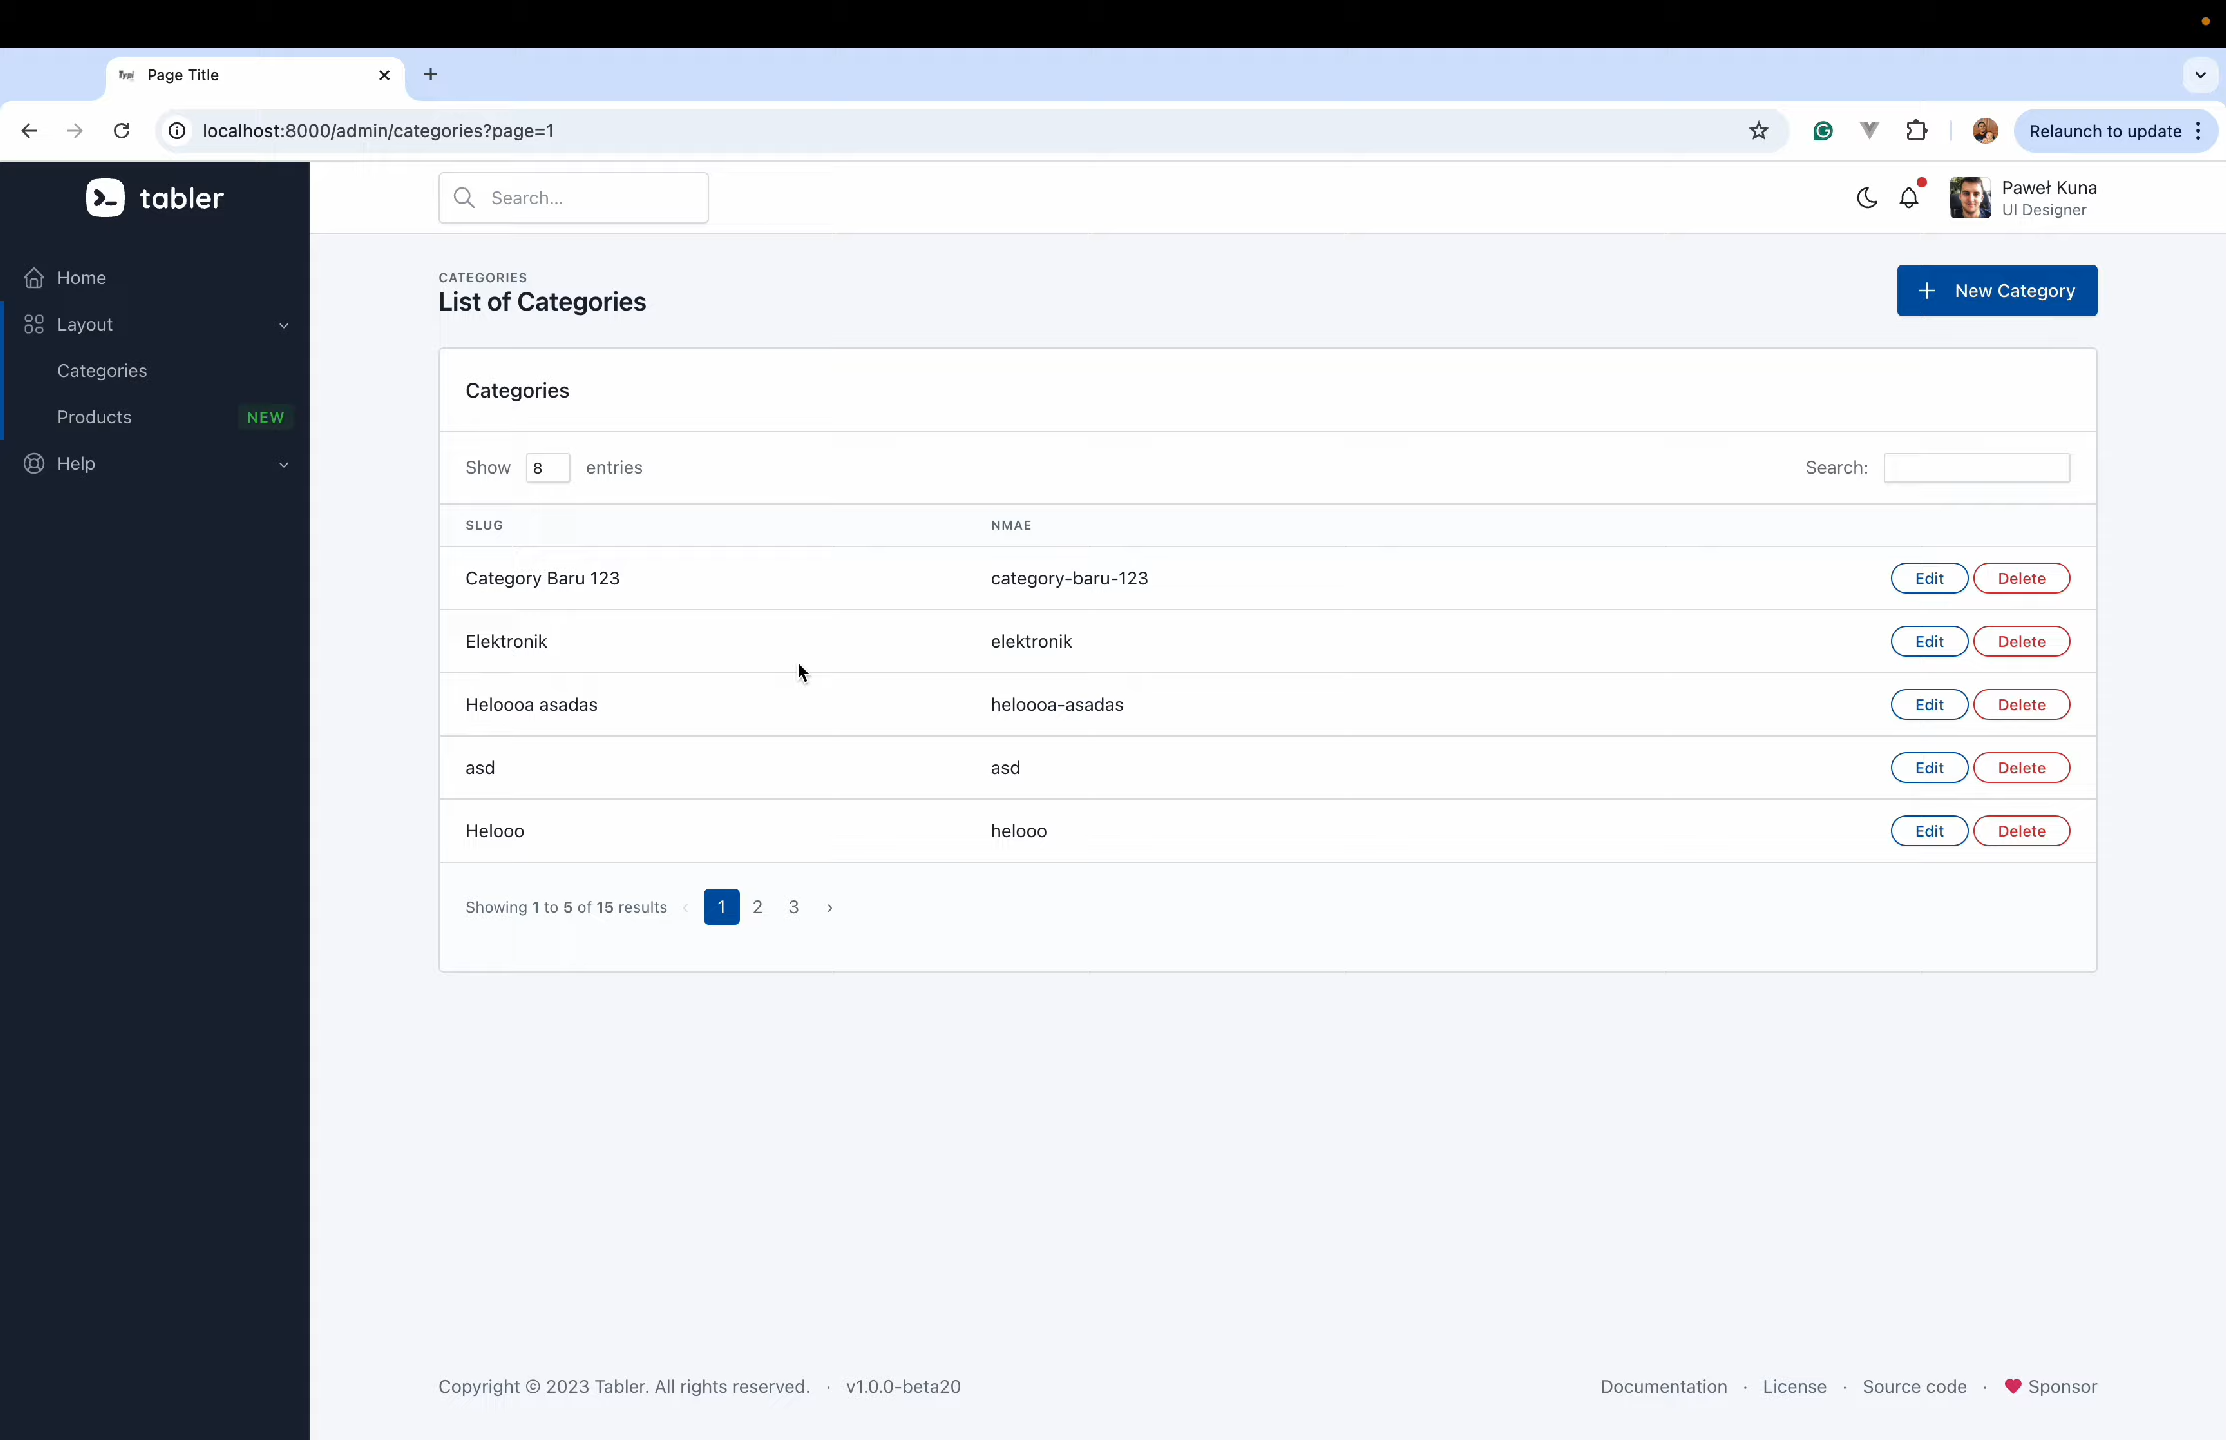 Page Title
localhost:8000/admin/categories?page=1
Relaunch to update
tabler
Search...
Paweł Kuna
UI Designer
Home
Layout
Categories
Products NEW
Help
CATEGORIES
List of Categories
New Category
Categories
Show 8 entries
Search:
SLUG NMAE
Category Baru 123 category-baru-123 Edit Delete
Elektronik elektronik Edit Delete
Heloooa asadas heloooa-asadas Edit Delete
asd asd Edit Delete
Helooo helooo Edit Delete
Showing 1 to 5 of 15 results ‹ 1 2 3 ›
Copyright © 2023 Tabler. All rights reserved. · v1.0.0-beta20
Documentation · License · Source code · Sponsor